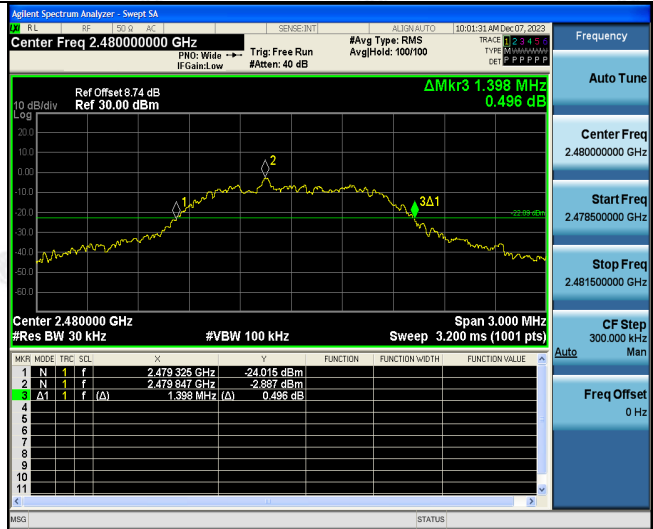 Agilent Spectrum Analyzer - Swept SA
LXI RL RF 50 Ω AC SENSE:INT ALIGN AUTO 10:01:31 AM Dec 07, 2023
Center Freq 2.480000000 GHz
PNO: Wide
IFGain:Low
Trig: Free Run
#Atten: 40 dB
#Avg Type: RMS
Avg|Hold: 100/100
TRACE 1 2 3 4 5 6
TYPE M
DET P P P P P P
Ref Offset 8.74 dB
10 dB/div Ref 30.00 dBm
Log
ΔMkr3 1.398 MHz
0.496 dB
20.0
10.0
0.00
-10.0
-20.0
-30.0
-40.0
-50.0
-60.0
1
2
3Δ1
-22.89 dBm
Center 2.480000 GHz Span 3.000 MHz
#Res BW 30 kHz #VBW 100 kHz Sweep 3.200 ms (1001 pts)
MKR MODE TRC SCL X Y FUNCTION FUNCTION WIDTH FUNCTION VALUE
1 N 1 f 2.479 325 GHz -24.015 dBm
2 N 1 f 2.479 847 GHz -2.887 dBm
3 Δ1 1 f (Δ) 1.398 MHz (Δ) 0.496 dB
4
5
6
7
8
9
10
11
MSG STATUS
Frequency
Auto Tune
Center Freq
2.480000000 GHz
Start Freq
2.478500000 GHz
Stop Freq
2.481500000 GHz
CF Step
300.000 kHz
Auto Man
Freq Offset
0 Hz